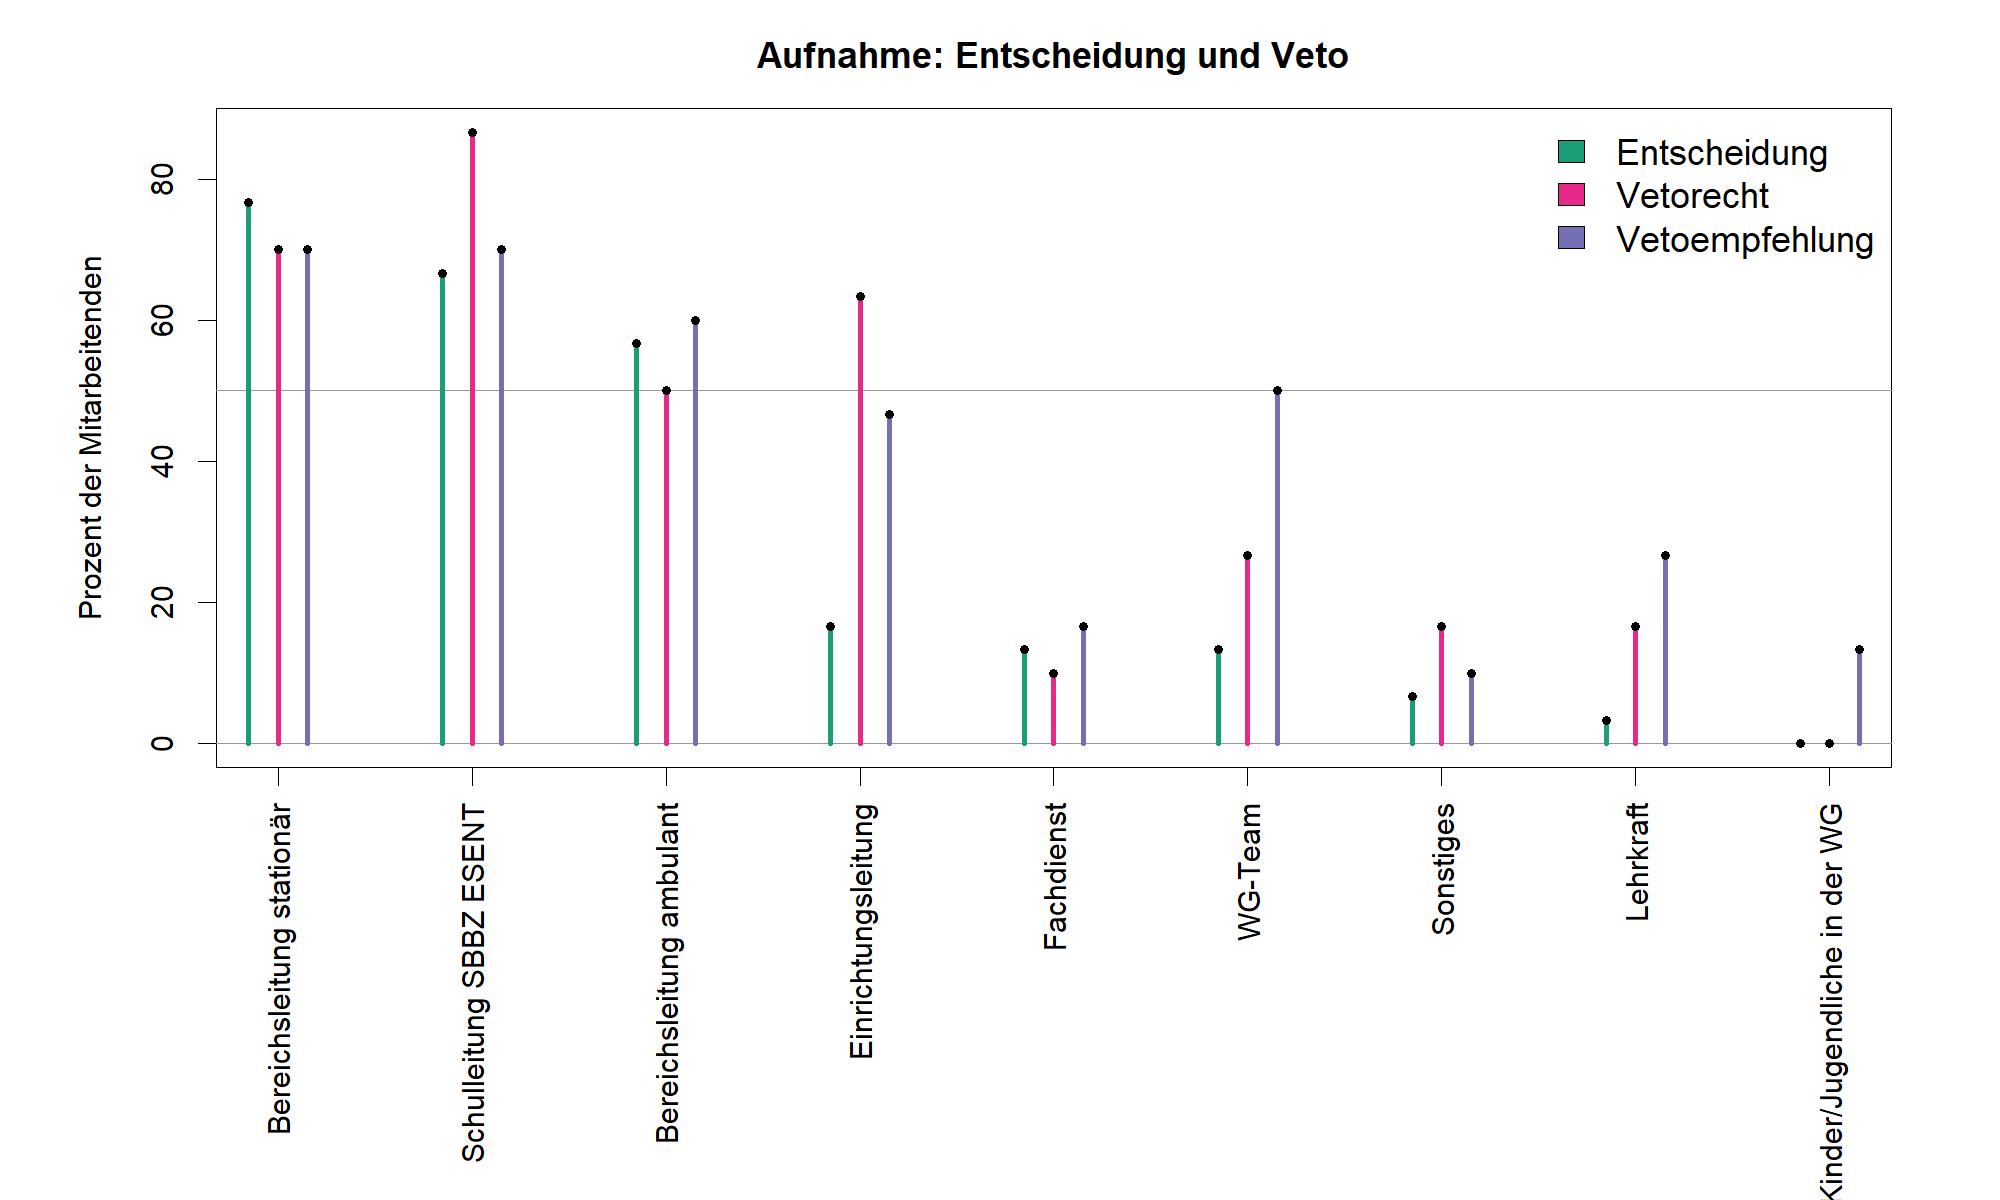 Aufnahme: Entscheidung und Veto
Entscheidung
Vetorecht
Vetoempfehlung
Prozent der Mitarbeitenden
80
60
40
20
0
Bereichsleitung stationär
Schulleitung SBBZ ESENT
Bereichsleitung ambulant
Einrichtungsleitung
Fachdienst
WG-Team
Sonstiges
Lehrkraft
Kinder/Jugendliche in der WG